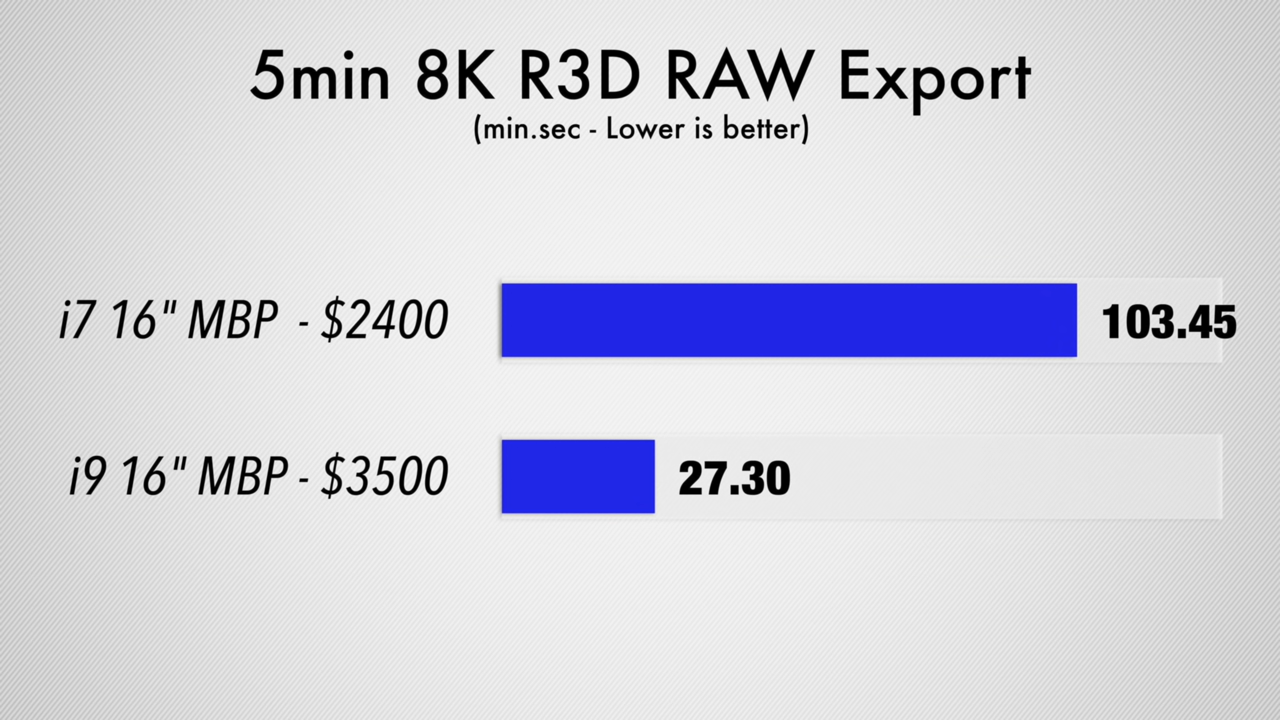 5min 8K R3D RAW Export
(min.sec - Lower is better)
i7 16" MBP - $2400 103.45
i9 16" MBP - $3500 27.30